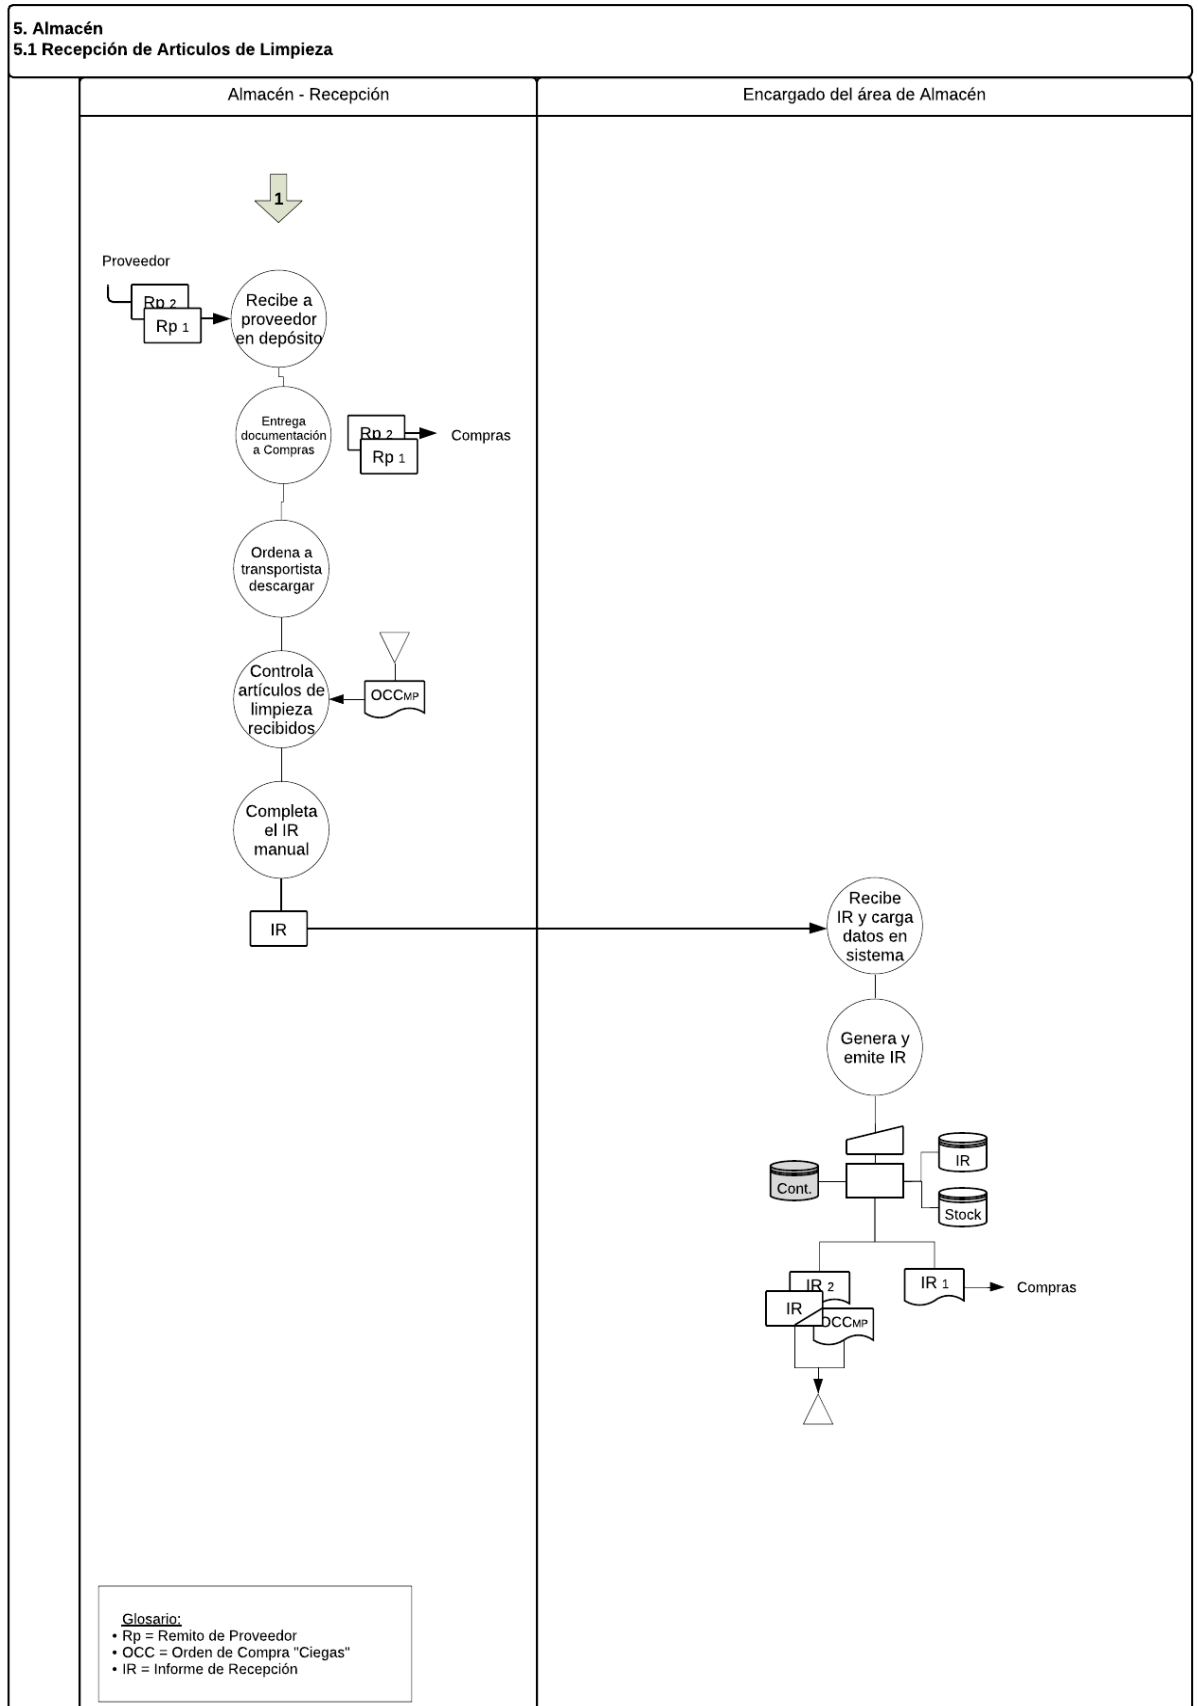 5. Almacén
5.1 Recepción de Articulos de Limpieza
Almacén - Recepción
Encargado del área de Almacén
1
Proveedor
Rp 2
Rp 1
Recibe a
proveedor
en depósito
Entrega
documentación
a Compras
Rp 2
Rp 1
Compras
Ordena a
transportista
descargar
Controla
artículos de
limpieza
recibidos
OCCMP
Completa
el IR
manual
IR
Recibe
IR y carga
datos en
sistema
Genera y
emite IR
Cont.
IR
Stock
IR 2
IR
OCCMP
IR 1
Compras
Glosario:
• Rp = Remito de Proveedor
• OCC = Orden de Compra "Ciegas"
• IR = Informe de Recepción